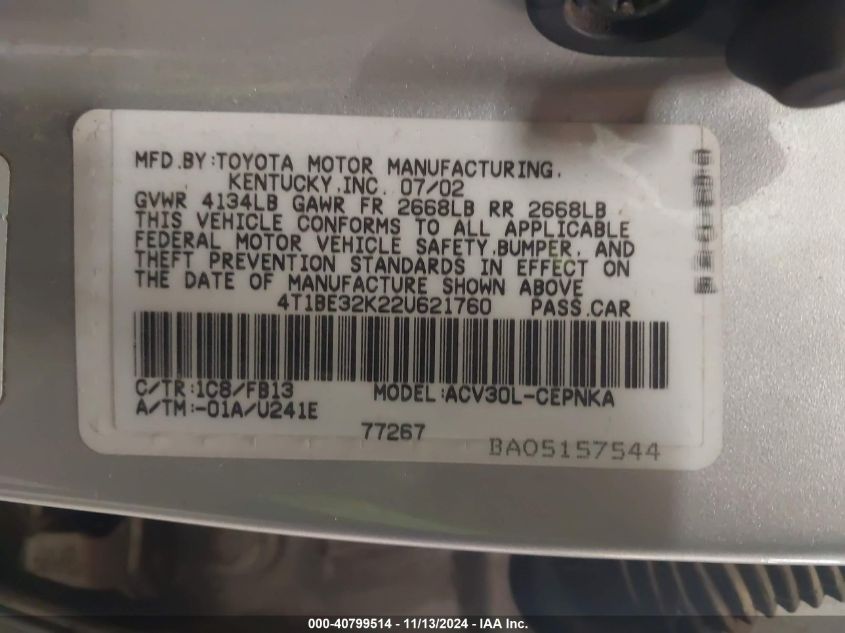 MFD.BY:TOYOTA MOTOR MANUFACTURING.
KENTUCKY.INC. 07/02
GVWR 4134LB GAWR FR 2668LB RR 2668LB
THIS VEHICLE CONFORMS TO ALL APPLICABLE
FEDERAL MOTOR VEHICLE SAFETY.BUMPER, AND
THEFT PREVENTION STANDARDS IN EFFECT ON
THE DATE OF MANUFACTURE SHOWN ABOVE
4T1BE32K22U621760 PASS.CAR
C/TR:1C8/FB13 MODEL:ACV30L-CEPNKA
A/TM:-01A/U241E
77267
BA05157544
000-40799514 - 11/13/2024 - IAA Inc.